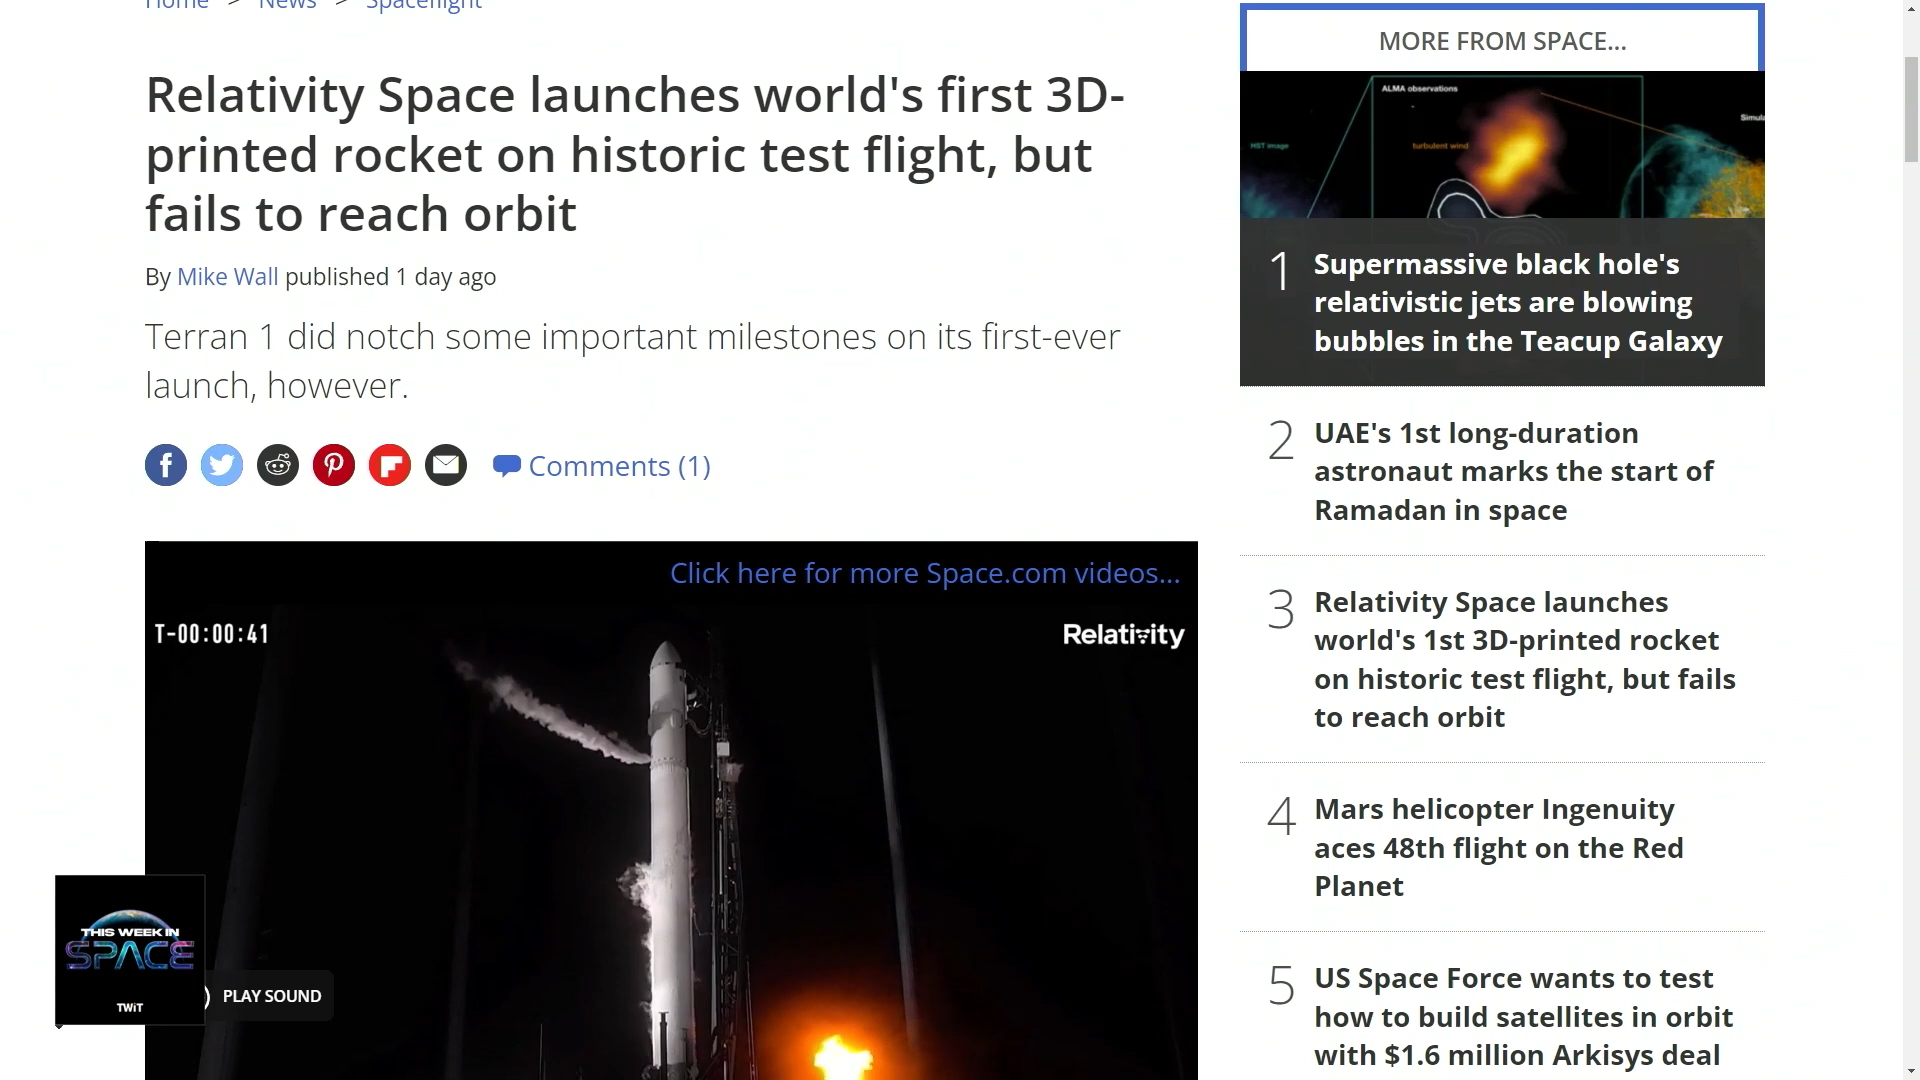 Home > News > Spaceflight
Relativity Space launches world's first 3D-
printed rocket on historic test flight, but
fails to reach orbit
By Mike Wall published 1 day ago
Terran 1 did notch some important milestones on its first-ever
launch, however.
Comments (1)
Click here for more Space.com videos...
T-00:00:41
Relativity
THIS WEEK IN
SPACE
TWiT
PLAY SOUND
MORE FROM SPACE...
ALMA observations
Simula
HST image
turbulent wind
1 Supermassive black hole's
relativistic jets are blowing
bubbles in the Teacup Galaxy
2 UAE's 1st long-duration
astronaut marks the start of
Ramadan in space
3 Relativity Space launches
world's 1st 3D-printed rocket
on historic test flight, but fails
to reach orbit
4 Mars helicopter Ingenuity
aces 48th flight on the Red
Planet
5 US Space Force wants to test
how to build satellites in orbit
with $1.6 million Arkisys deal